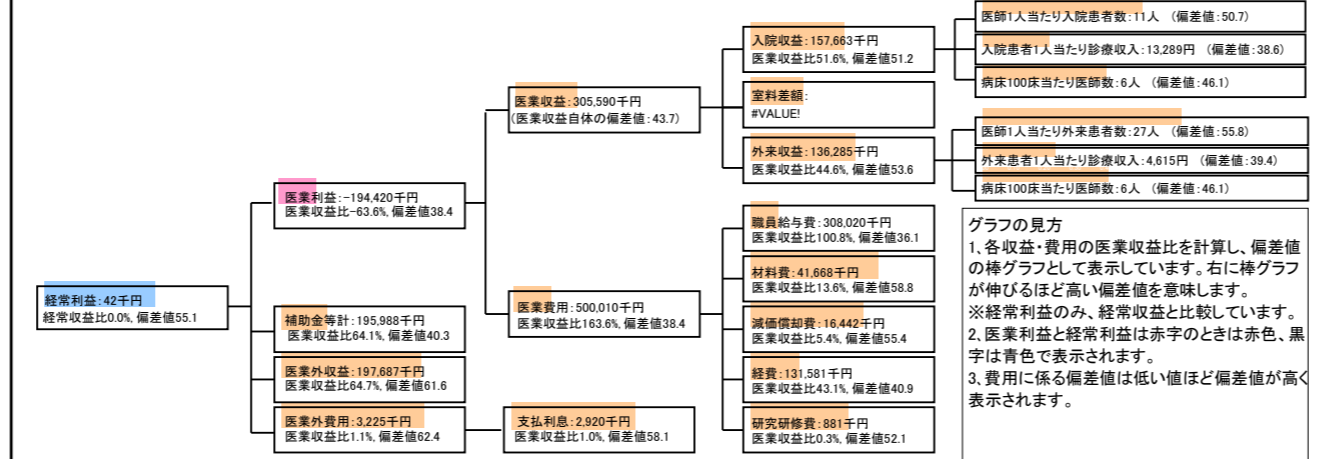 医師1人当たり入院患者数:11人 (偏差値:50.7)
入院収益:157,663千円
医業収益比51.6%, 偏差値51.2
入院患者1人当たり診療収入:13,289円 (偏差値:38.6)
病床100床当たり医師数:6人 (偏差値:46.1)
医業収益:305,590千円
(医業収益自体の偏差値:43.7)
室料差額:
#VALUE!
医師1人当たり外来患者数:27人 (偏差値:55.8)
外来収益:136,285千円
医業収益比44.6%, 偏差値53.6
外来患者1人当たり診療収入:4,615円 (偏差値:39.4)
病床100床当たり医師数:6人 (偏差値:46.1)
医業利益:-194,420千円
医業収益比-63.6%, 偏差値38.4
職員給与費:308,020千円
医業収益比100.8%, 偏差値36.1
材料費:41,668千円
医業収益比13.6%, 偏差値58.8
経常利益:42千円
経常収益比0.0%, 偏差値55.1
医業費用:500,010千円
医業収益比163.6%, 偏差値38.4
補助金等計:195,988千円
医業収益比64.1%, 偏差値40.3
減価償却費:16,442千円
医業収益比5.4%, 偏差値55.4
医業外収益:197,687千円
医業収益比64.7%, 偏差値61.6
経費:131,581千円
医業収益比43.1%, 偏差値40.9
医業外費用:3,225千円
医業収益比1.1%, 偏差値62.4
支払利息:2,920千円
医業収益比1.0%, 偏差値58.1
研究研修費:881千円
医業収益比0.3%, 偏差値52.1
グラフの見方
1、各収益・費用の医業収益比を計算し、偏差値
の棒グラフとして表示しています。右に棒グラフ
が伸びるほど高い偏差値を意味します。
※経常利益のみ、経常収益と比較しています。
2、医業利益と経常利益は赤字のときは赤色、黒
字は青色で表示されます。
3、費用に係る偏差値は低い値ほど偏差値が高く
表示されます。